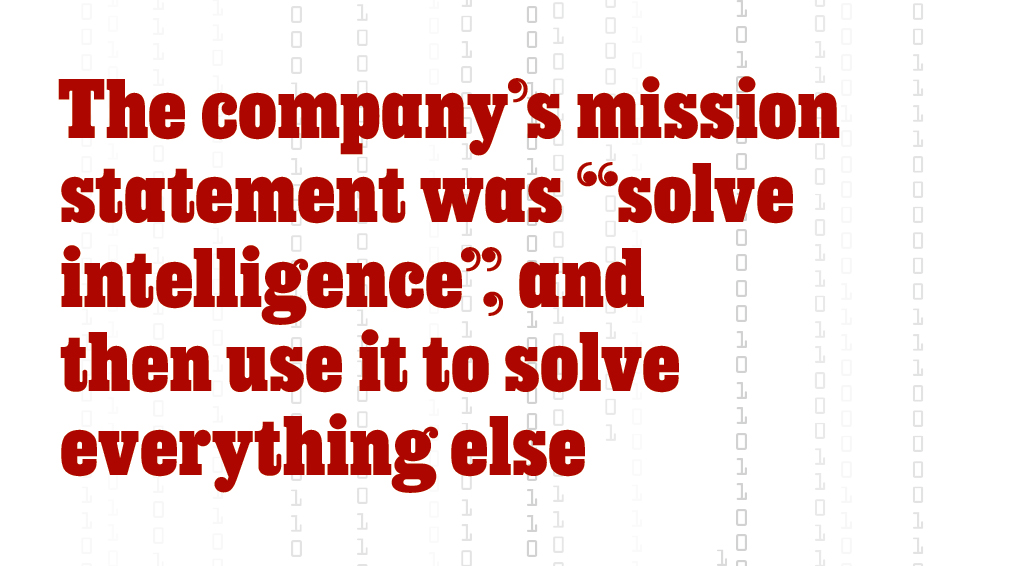 The company’s mission
statement was “solve
intelligence”, and
then use it to solve
everything else